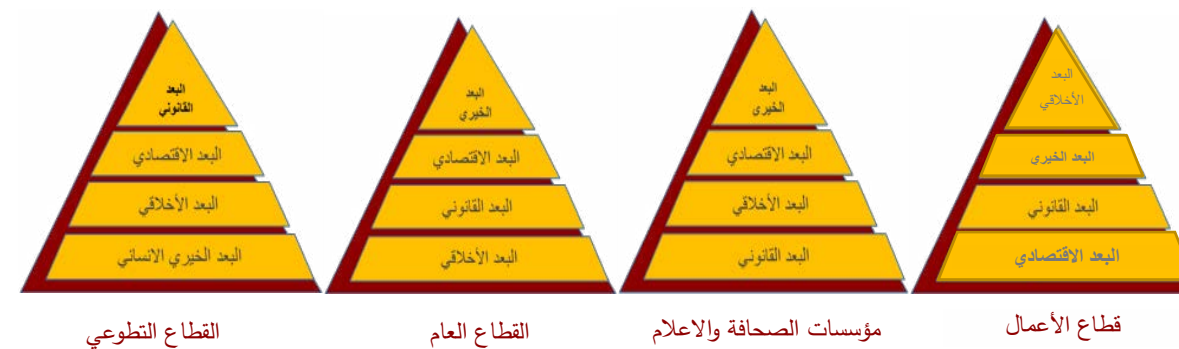 البعد
الأخلاقي
البعد الخيري
البعد القانوني
البعد الاقتصادي
قطاع الأعمال
البعد
الخيري
البعد الاقتصادي
البعد الأخلاقي
البعد القانوني
مؤسسات الصحافة والاعلام
البعد
الخيري
البعد الاقتصادي
البعد القانوني
البعد الأخلاقي
القطاع العام
البعد
القانوني
البعد الاقتصادي
البعد الأخلاقي
البعد الخيري الانساني
القطاع التطوعي